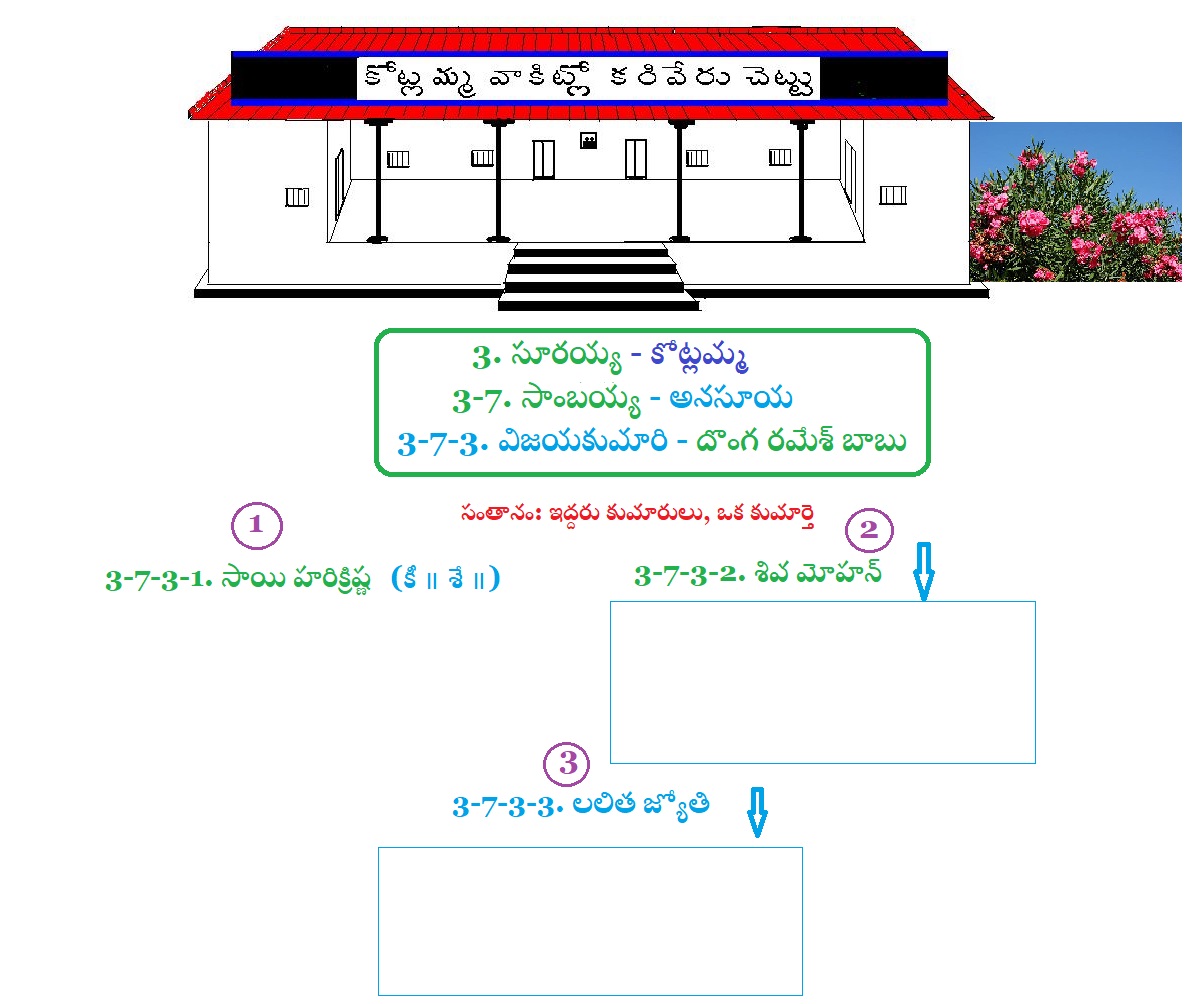 కోట్లమ్మ వాకిట్లో కరివేరు చెట్టు
3. సూరయ్య - కోట్లమ్మ
3-7. సాంబయ్య - అనసూయ
3-7-3. విజయకుమారి - దొంగ రమేశ్ బాబు
సంతానం: ఇద్దరు కుమారులు, ఒక కుమార్తె
1
3-7-3-1. సాయి హరిక్రిష్ణ (కీ॥ శే॥)
2
3-7-3-2. శివ మోహన్
3
3-7-3-3. లలిత జ్యోతి